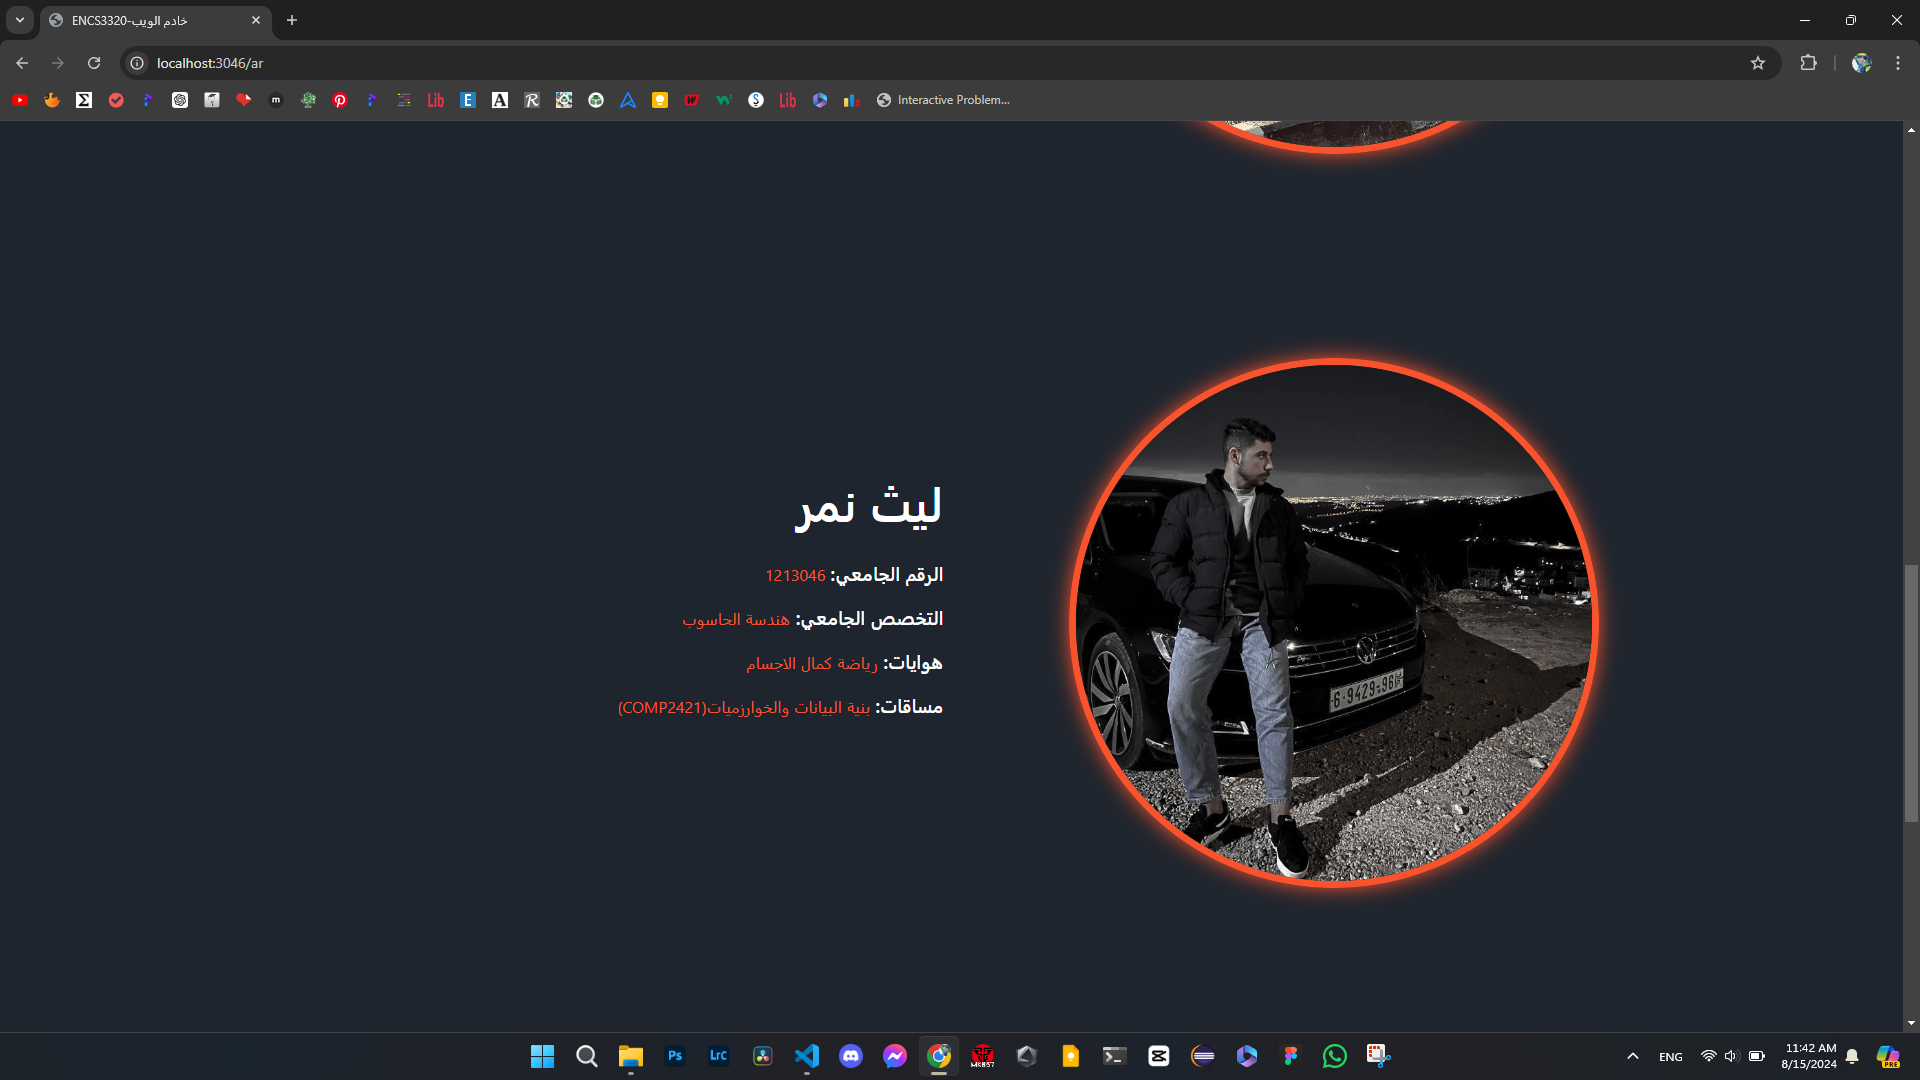 ENCS3320-خادم الويب
localhost:3046/ar
Interactive Problem...
ليث نمر
الرقم الجامعي: 1213046
التخصص الجامعي: هندسة الحاسوب
هوايات: رياضة كمال الاجسام
مساقات: بنية البيانات والخوارزميات(COMP2421)
6-9429-96
ENG
11:42 AM
8/15/2024